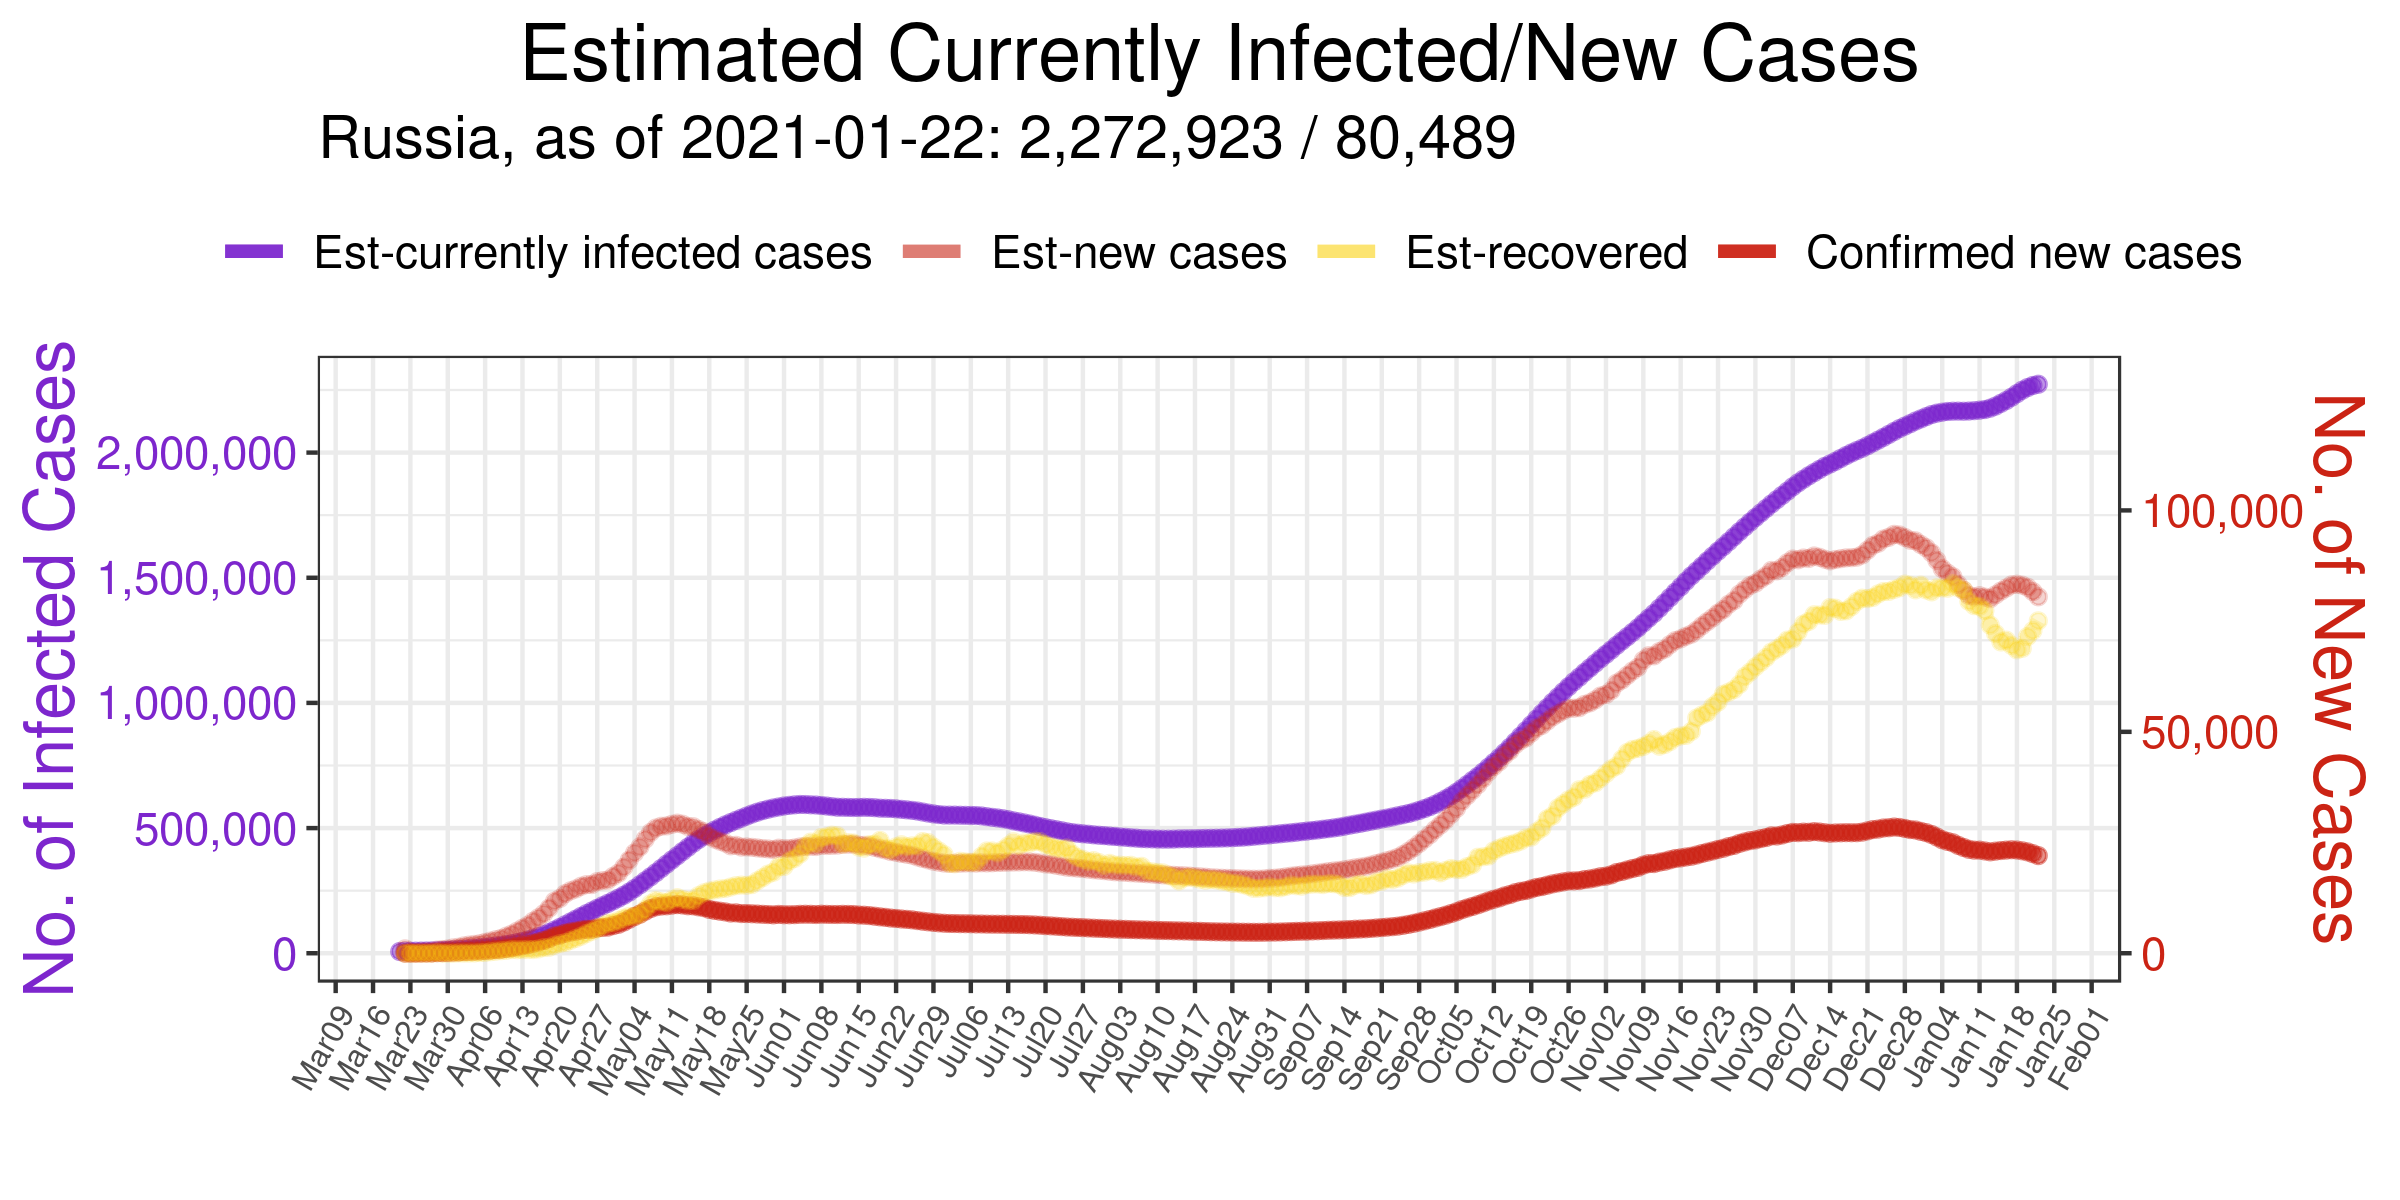 Estimated Currently Infected/New Cases
Russia, as of 2021-01-22: 2,272,923 / 80,489
Est-currently infected cases Est-new cases Est-recovered Confirmed new cases
No. of Infected Cases
2,000,000
1,500,000
1,000,000
500,000
0
No. of New Cases
100,000
50,000
0
Mar09 Mar16 Mar23 Mar30 Apr06 Apr13 Apr20 Apr27 May04 May11 May18 May25 Jun01 Jun08 Jun15 Jun22 Jun29 Jul06 Jul13 Jul20 Jul27 Aug03 Aug10 Aug17 Aug24 Aug31 Sep07 Sep14 Sep21 Sep28 Oct05 Oct12 Oct19 Oct26 Nov02 Nov09 Nov16 Nov23 Nov30 Dec07 Dec14 Dec21 Dec28 Jan04 Jan11 Jan18 Jan25 Feb01